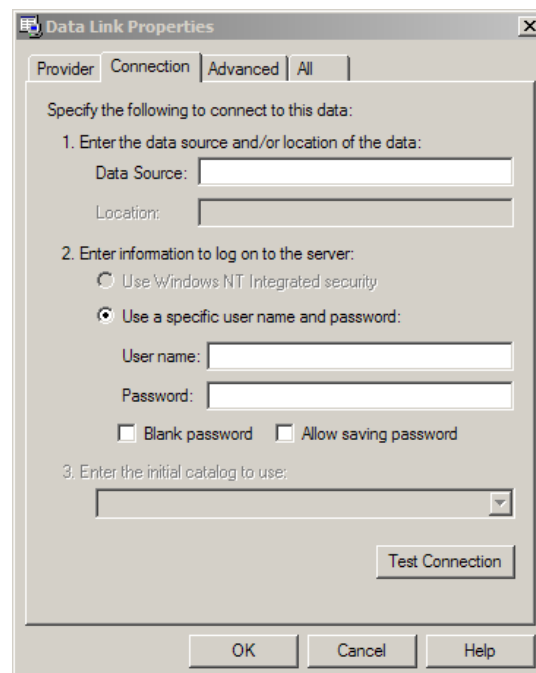 Data Link Properties
Provider Connection Advanced All
Specify the following to connect to this data:
1. Enter the data source and/or location of the data:
Data Source:
Location:
2. Enter information to log on to the server:
Use Windows NT Integrated security
Use a specific user name and password:
User name:
Password:
Blank password Allow saving password
3. Enter the initial catalog to use:
Test Connection
OK Cancel Help